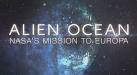 ALIEN OCEAN
NASA'S MISSION TO EUROPA